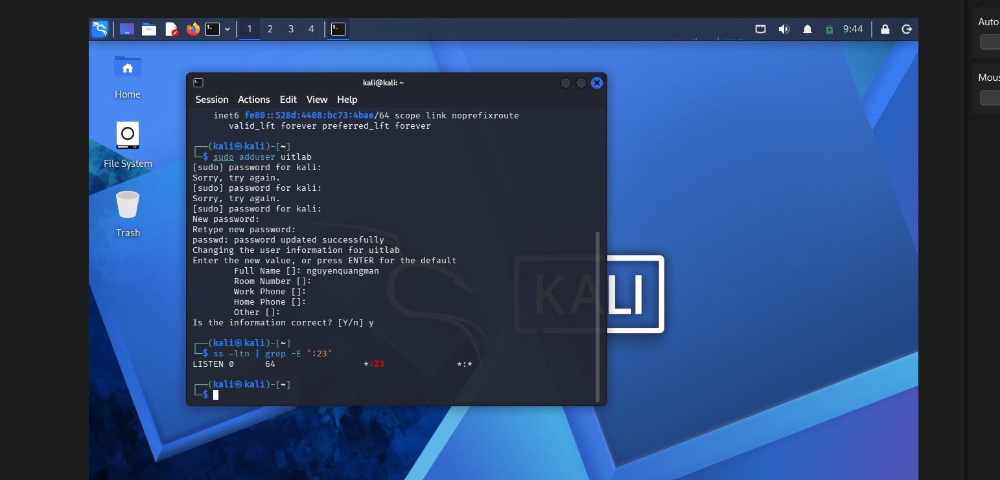 1 2 3 4 9:44
Auto
Mous
Home
File System
Trash
kali@kali: ~
Session Actions Edit View Help
inet6 fe80::528d:4408:bc73:4bae/64 scope link noprefixroute
valid_lft forever preferred_lft forever
┌──(kali㉿kali)-[~]
└─$ sudo adduser uitlab
[sudo] password for kali:
Sorry, try again.
[sudo] password for kali:
Sorry, try again.
[sudo] password for kali:
New password:
Retype new password:
passwd: password updated successfully
Changing the user information for uitlab
Enter the new value, or press ENTER for the default
Full Name []: nguyenquangman
Room Number []:
Work Phone []:
Home Phone []:
Other []:
Is the information correct? [Y/n] y
┌──(kali㉿kali)-[~]
└─$ ss -ltn | grep -E ':23'
LISTEN 0 64 *:23 *:*
┌──(kali㉿kali)-[~]
└─$
KALI